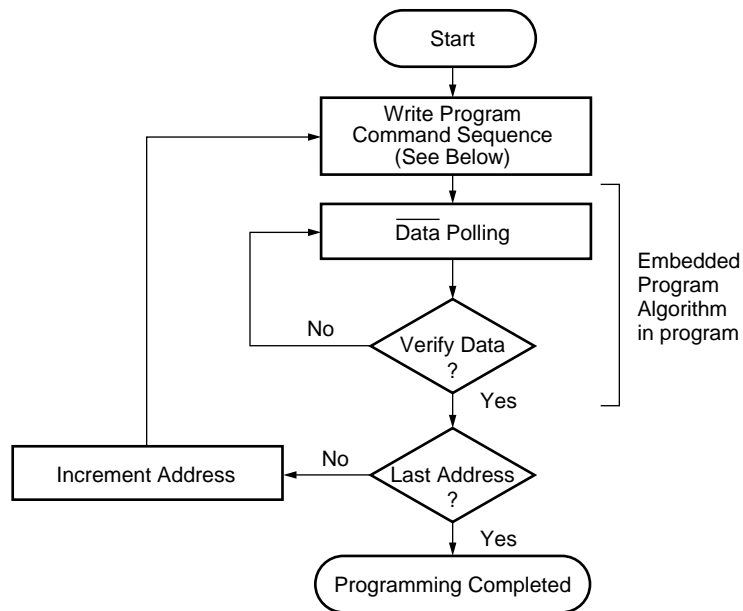 Start
Write Program
Command Sequence
(See Below)
Data Polling
Embedded
Program
Algorithm
in program
No
Verify Data
?
Yes
Increment Address
No
Last Address
?
Yes
Programming Completed